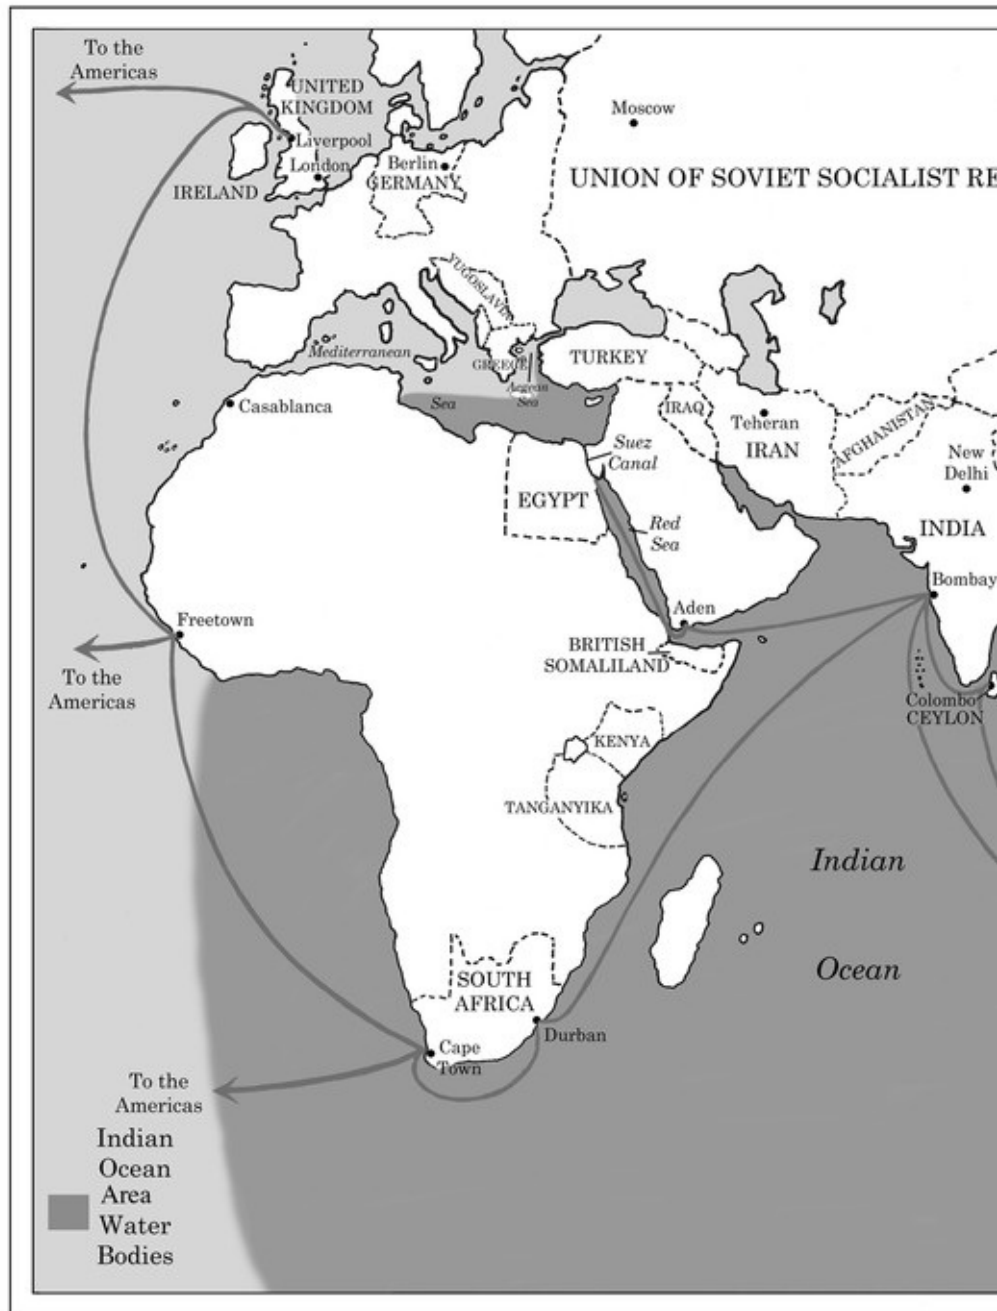 To the
Americas
UNITED
KINGDOM
Liverpool
London
IRELAND
Berlin
GERMANY
Moscow
UNION OF SOVIET SOCIALIST RE
YUGOSLAVIA
Mediterranean
Sea
GREECE
Aegean
Sea
TURKEY
Casablanca
IRAQ
Teheran
IRAN
AFGHANISTAN
New
Delhi
INDIA
Suez
Canal
EGYPT
Red
Sea
Bombay
Aden
Freetown
To the
Americas
BRITISH
SOMALILAND
Colombo
CEYLON
KENYA
TANGANYIKA
Indian
Ocean
SOUTH
AFRICA
Durban
Cape
Town
To the
Americas
Indian
Ocean
Area
Water
Bodies